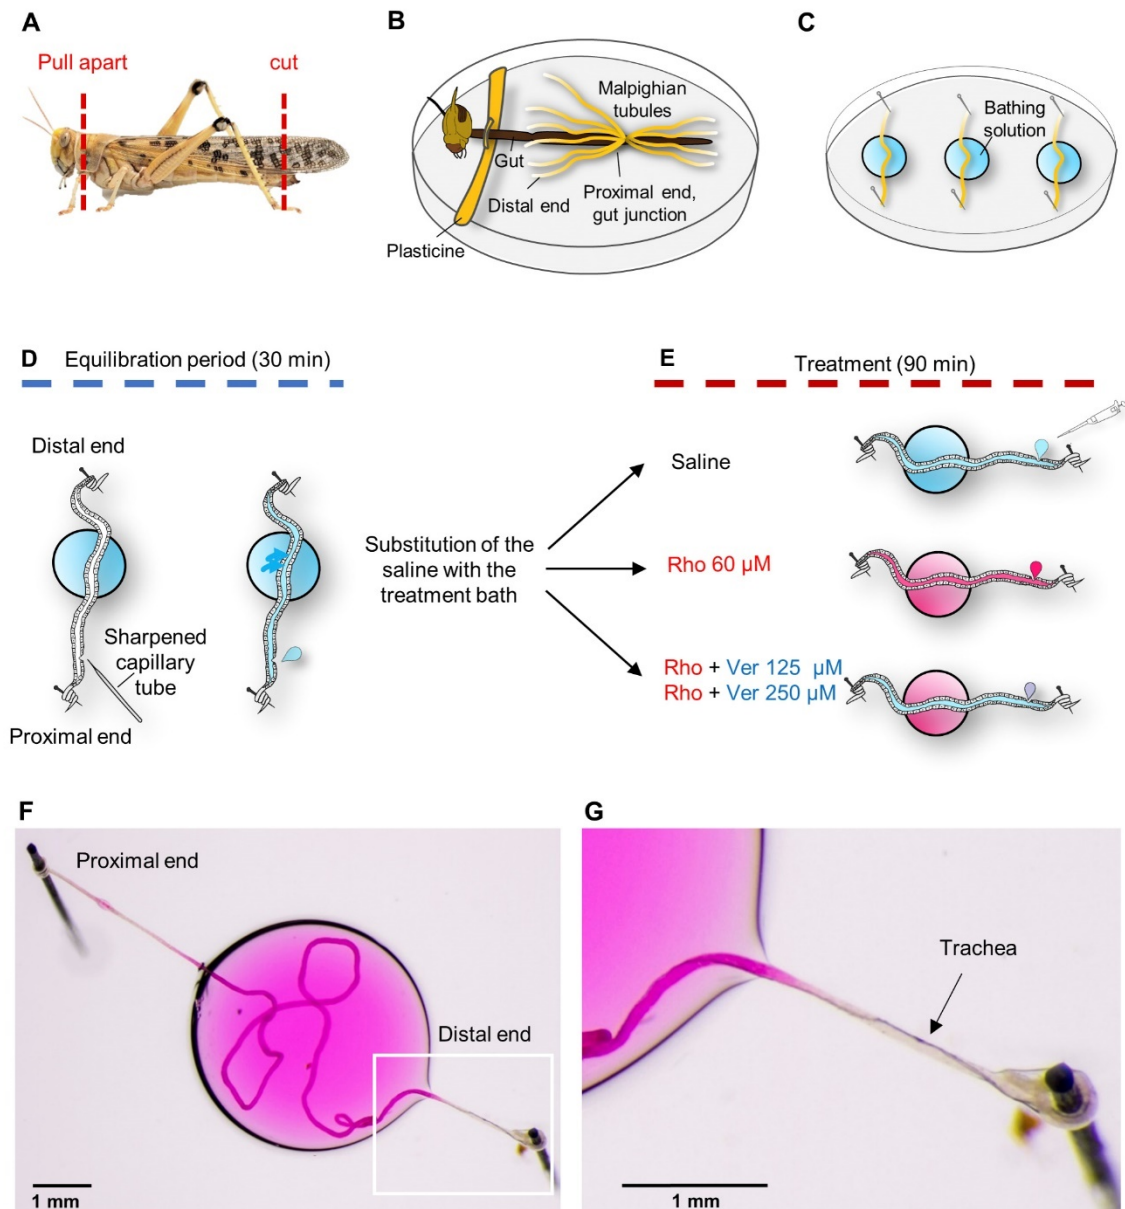 A
Pull apart
cut
B
Malpighian
tubules
Gut
Distal end
Proximal end,
gut junction
Plasticine
C
Bathing
solution
D
Equilibration period (30 min)
Distal end
Sharpened
capillary
tube
Proximal end
Substitution of the
saline with the
treatment bath
E
Treatment (90 min)
Saline
Rho 60 μM
Rho + Ver 125 μM
Rho + Ver 250 μM
F
Proximal end
Distal end
1 mm
G
Trachea
1 mm